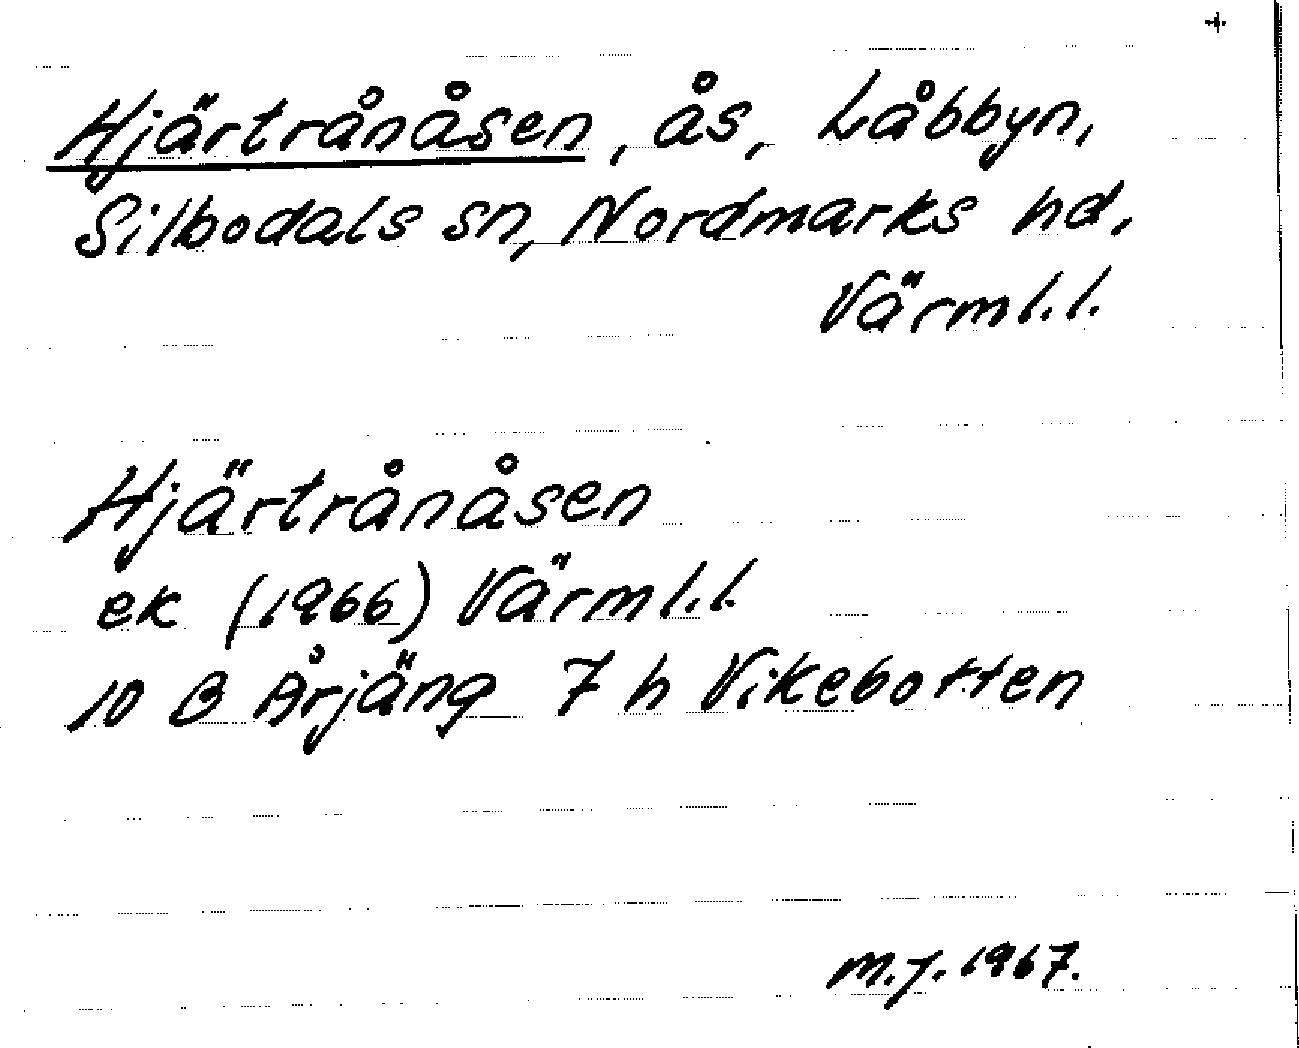 +
Hjärtrånåsen, ås, Låbbyn,
Silbodals sn, Nordmarks hd,
Värml.l.
Hjärtrånåsen
ek (1966) Värml.l.
10 B Årjäng 7 h Vikebotten
M.J. 1967.